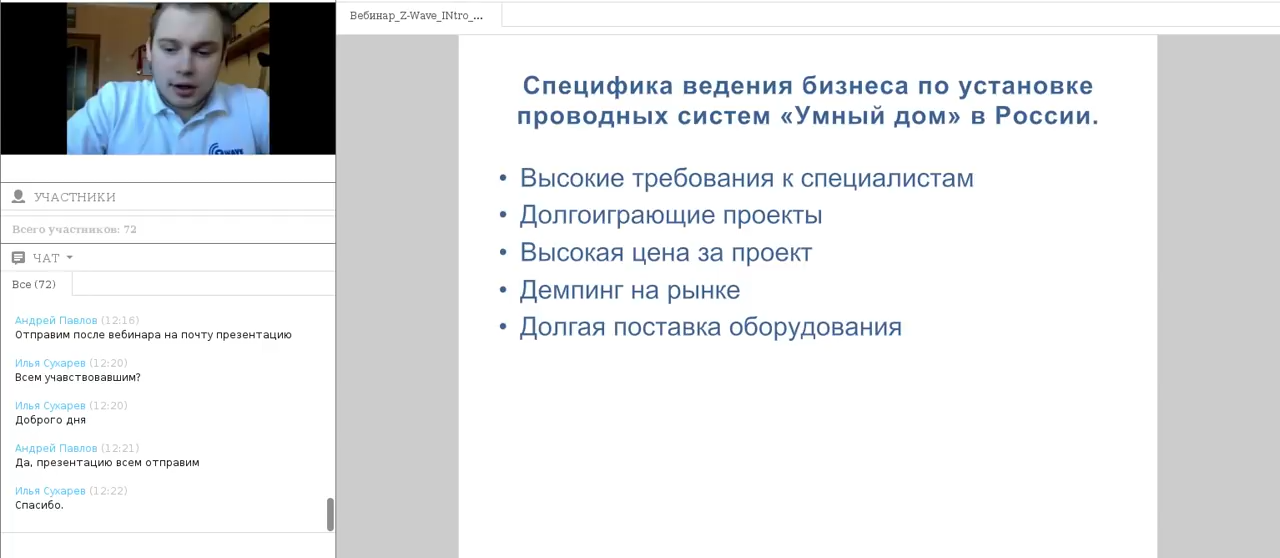 Вебинар_Z-Wave_INtro_...
Специфика ведения бизнеса по установке
проводных систем «Умный дом» в России.
• Высокие требования к специалистам
• Долгоиграющие проекты
• Высокая цена за проект
• Демпинг на рынке
• Долгая поставка оборудования
УЧАСТНИКИ
Всего участников: 72
ЧАТ
Все (72)
Андрей Павлов (12:16)
Отправим после вебинара на почту презентацию
Илья Сухарев (12:20)
Всем учавствовавшим?
Илья Сухарев (12:20)
Доброго дня
Андрей Павлов (12:21)
Да, презентацию всем отправим
Илья Сухарев (12:22)
Спасибо.